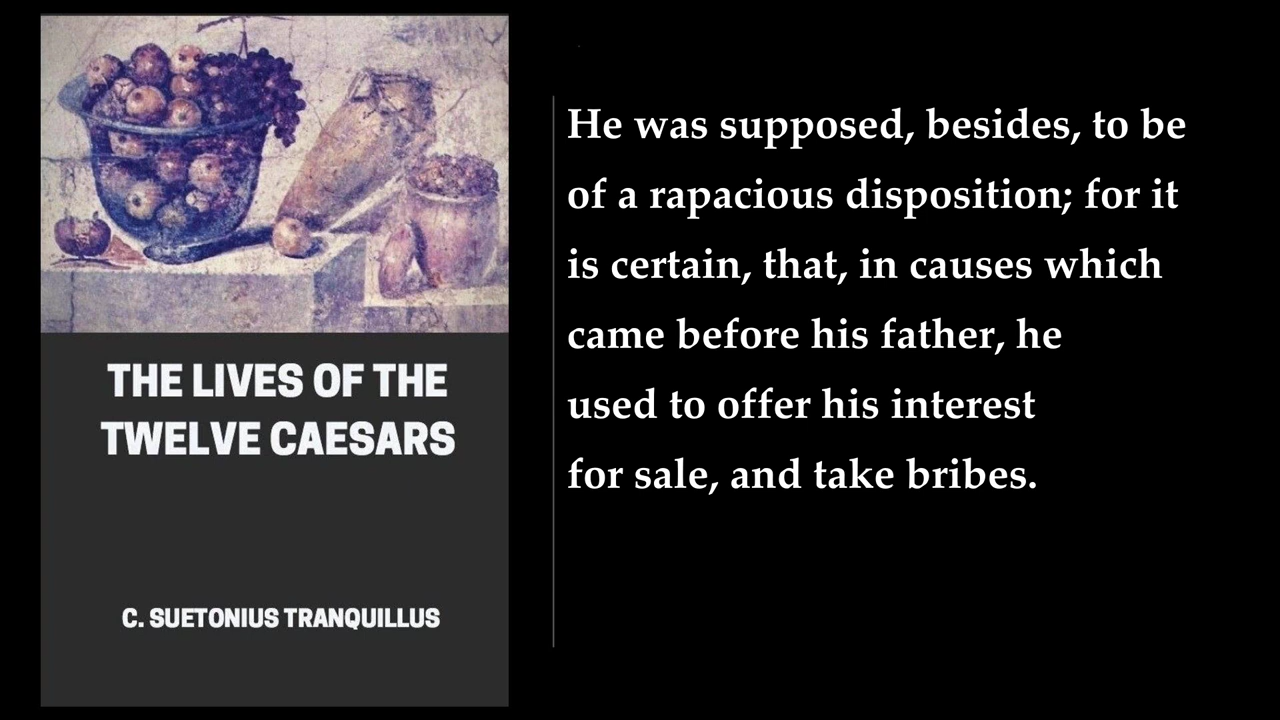 THE LIVES OF THE
TWELVE CAESARS
C. SUETONIUS TRANQUILLUS
He was supposed, besides, to be
of a rapacious disposition; for it
is certain, that, in causes which
came before his father, he
used to offer his interest
for sale, and take bribes.